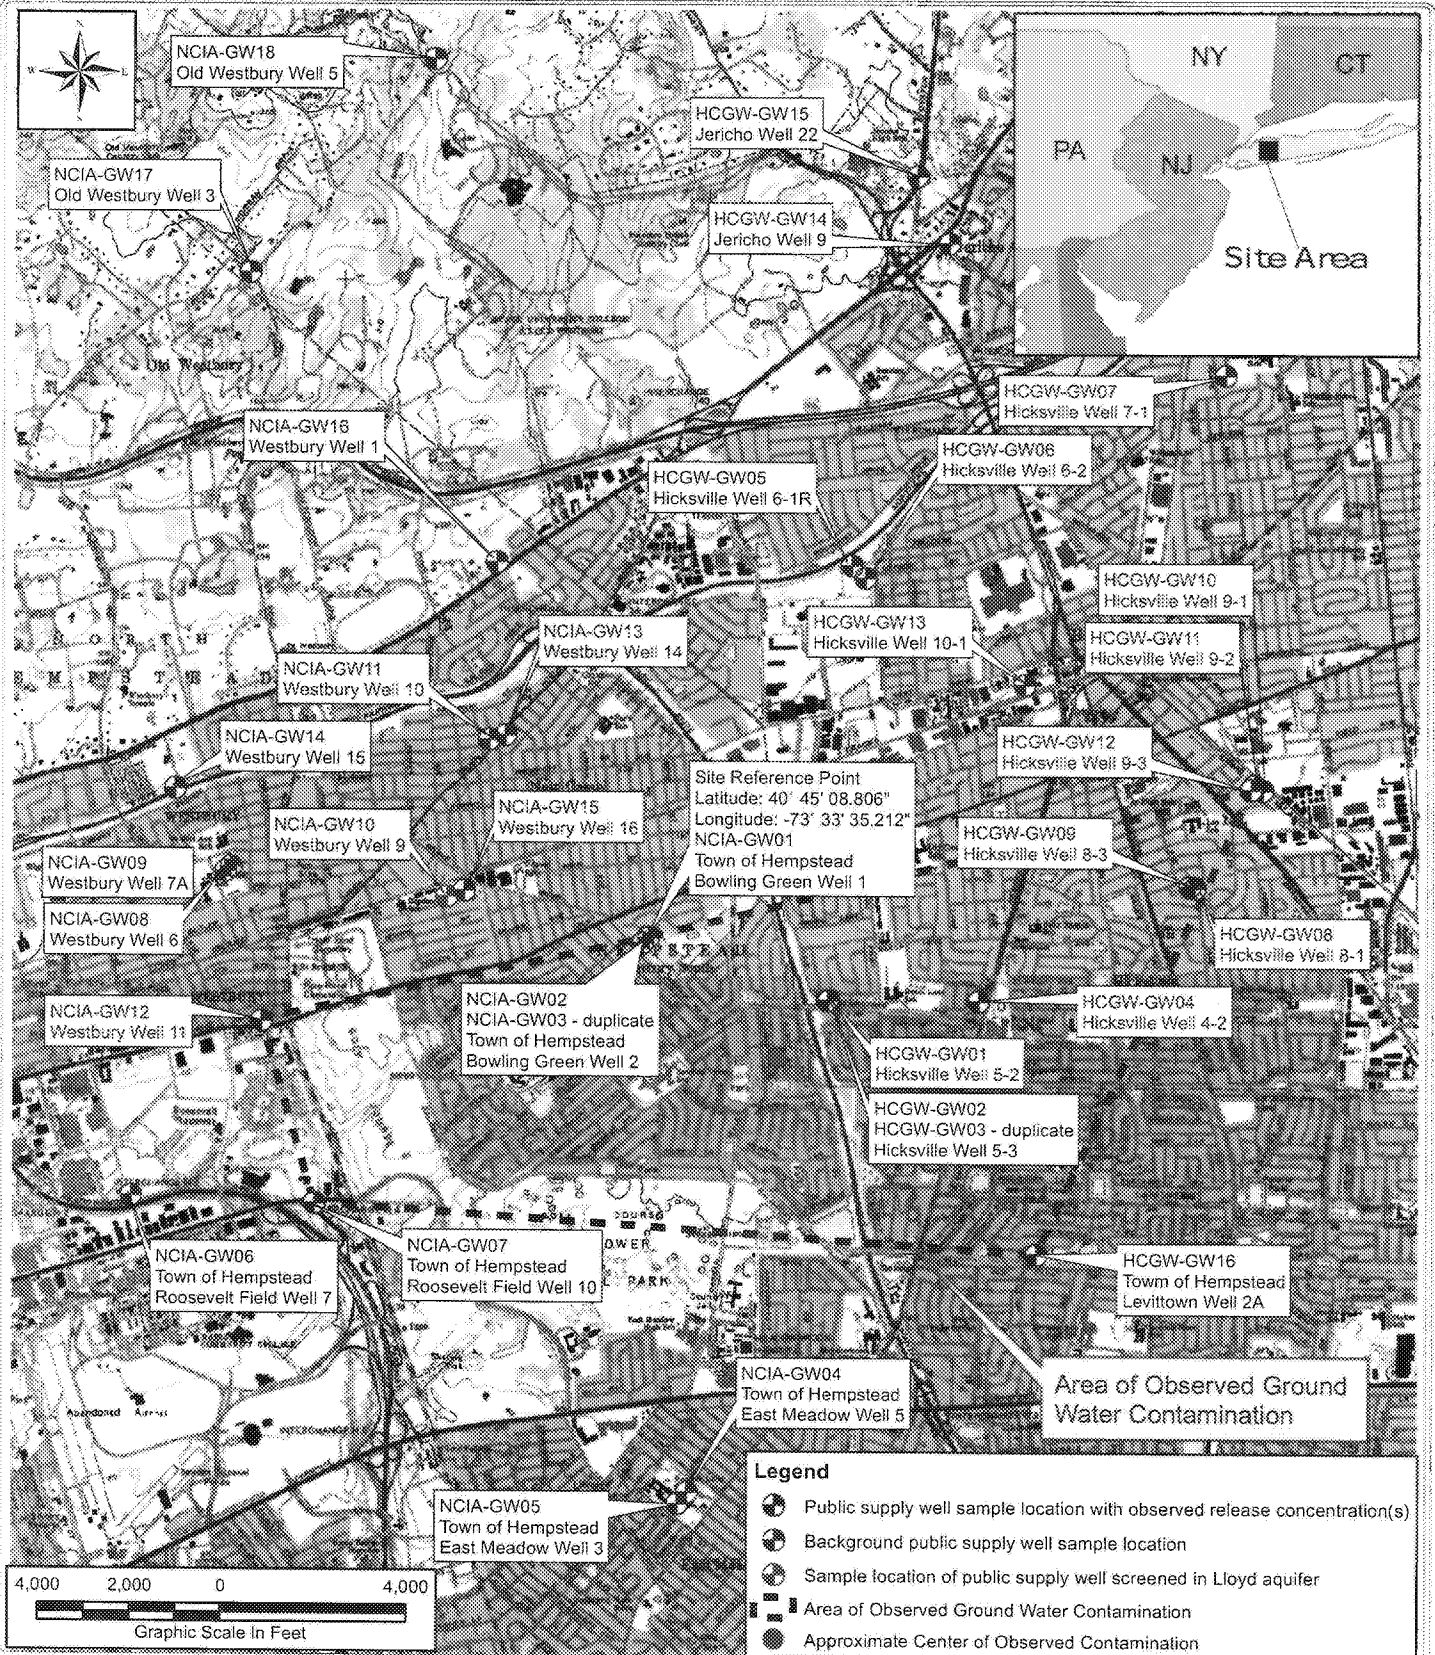 NCIA-GW18
Old Westbury Well 5
HCGW-GW15
Jericho Well 22
NY
CT
PA
NJ
Site Area
NCIA-GW17
Old Westbury Well 3
HCGW-GW14
Jericho Well 9
Old Westbury
HCGW-GW07
Hicksville Well 7-1
NCIA-GW16
Westbury Well 1
HCGW-GW06
Hicksville Well 6-2
HCGW-GW05
Hicksville Well 6-1R
HCGW-GW10
Hicksville Well 9-1
HCGW-GW13
Hicksville Well 10-1
NCIA-GW13
Westbury Well 14
HCGW-GW11
Hicksville Well 9-2
NCIA-GW11
Westbury Well 10
NCIA-GW14
Westbury Well 15
HCGW-GW12
Hicksville Well 9-3
Site Reference Point
Latitude: 40' 45' 08.806"
Longitude: -73' 33' 35.212"
NCIA-GW01
Town of Hempstead
Bowling Green Well 1
NCIA-GW15
Westbury Well 16
NCIA-GW10
Westbury Well 9
HCGW-GW09
Hicksville Well 8-3
NCIA-GW09
Westbury Well 7A
NCIA-GW08
Westbury Well 6
HCGW-GW08
Hicksville Well 8-1
NCIA-GW12
Westbury Well 11
NCIA-GW02
NCIA-GW03 - duplicate
Town of Hempstead
Bowling Green Well 2
HCGW-GW04
Hicksville Well 4-2
HCGW-GW01
Hicksville Well 5-2
HCGW-GW02
HCGW-GW03 - duplicate
Hicksville Well 5-3
PARK
NCIA-GW06
Town of Hempstead
Roosevelt Field Well 7
NCIA-GW07
Town of Hempstead
Roosevelt Field Well 10
HCGW-GW16
Towm of Hempstead
Levittown Well 2A
Abandoned
NCIA-GW04
Town of Hempstead
East Meadow Well 5
Area of Observed Ground
Water Contamination
NCIA-GW05
Town of Hempstead
East Meadow Well 3
Legend
Public supply well sample location with observed release concentration(s)
Background public supply well sample location
Sample location of public supply well screened in Lloyd aquifer
Area of Observed Ground Water Contamination
Approximate Center of Observed Contamination
4,000 2,000 0 4,000
Graphic Scale In Feet